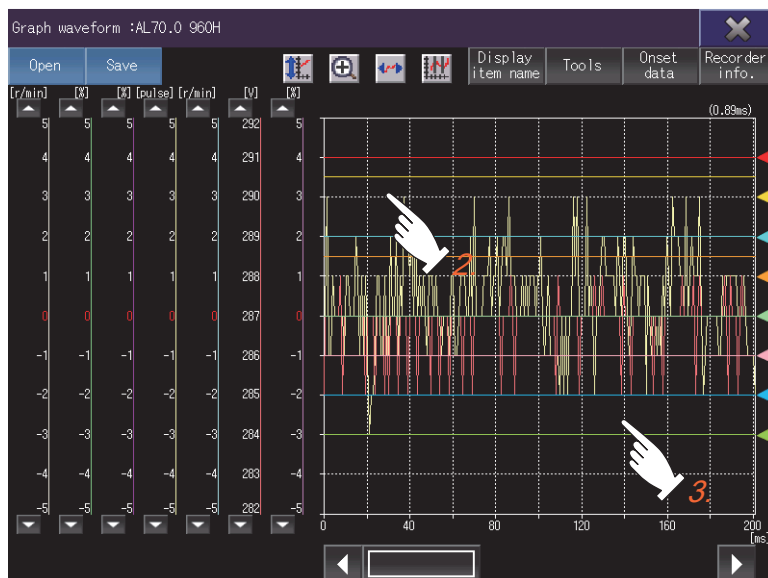 Graph waveform :AL70.0 960H
Open Save Display item name Tools Onset data Recorder info.
[r/min] [%] [%] [pulse] [r/min] [V] [%]
(0.89ms)
5 5 5 5 5 292 5
4 4 4 4 4 291 4
3 3 3 3 3 290 3
2 2 2 2 2 289 2
2.
1 1 1 1 1 288 1
0 0 0 0 0 287 0
-1 -1 -1 -1 -1 286 -1
-2 -2 -2 -2 -2 285 -2
-3 -3 -3 -3 -3 284 -3
-4 -4 -4 -4 -4 283 -4
3.
-5 -5 -5 -5 -5 282 -5
0 40 80 120 160 200
[ms]